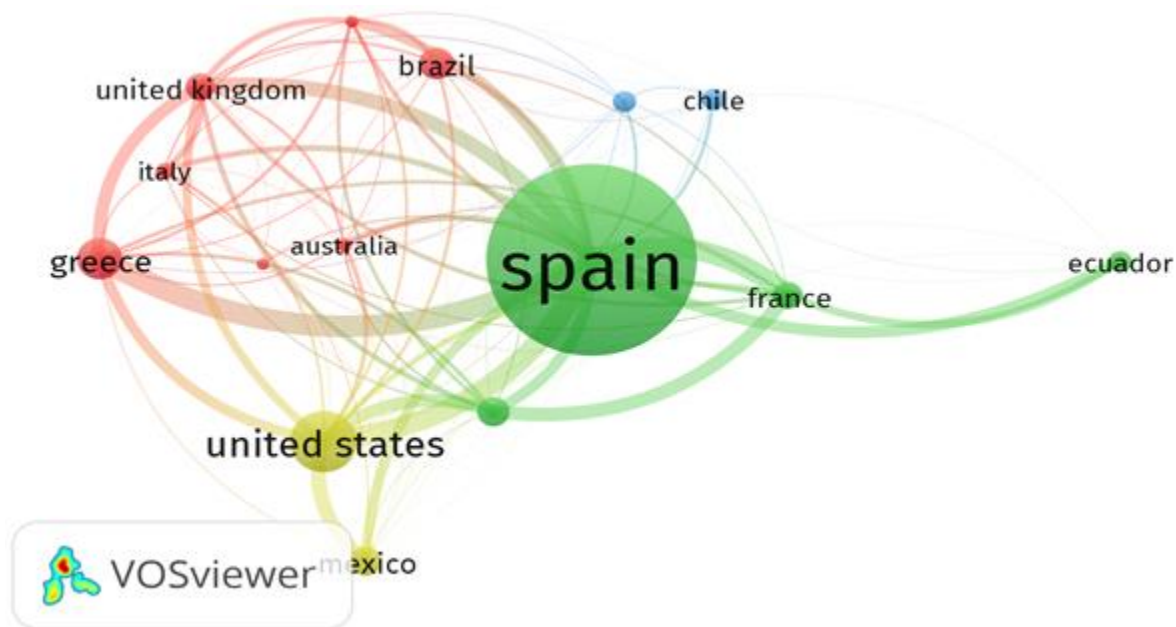 brazil
united kingdom
chile
italy
australia
greece
spain
ecuador
france
united states
mexico
VOSviewer